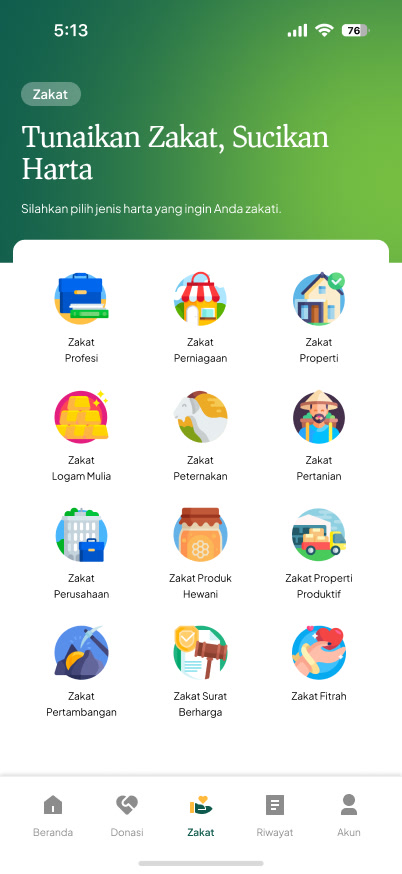 5:13
76
Zakat
Tunaikan Zakat, Sucikan
Harta
Silahkan pilih jenis harta yang ingin Anda zakati.
Zakat
Profesi
Zakat
Perniagaan
Zakat
Properti
Zakat
Logam Mulia
Zakat
Peternakan
Zakat
Pertanian
Zakat
Perusahaan
Zakat Produk
Hewani
Zakat Properti
Produktif
Zakat
Pertambangan
Zakat Surat
Berharga
Zakat Fitrah
Beranda
Donasi
Zakat
Riwayat
Akun